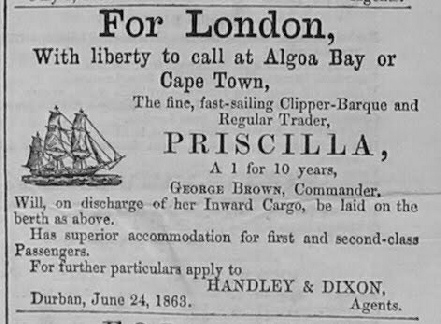 For London,
With liberty to call at Algoa Bay or
Cape Town,
The fine, fast-sailing Clipper-Barque and
Regular Trader,
PRISCILLA,
A 1 for 10 years,
GEORGE BROWN, Commander.
Will, on discharge of her Inward Cargo, be laid on the
berth as above.
Has superior accommodation for first and second-class
Passengers.
For further particulars apply to
HANDLEY & DIXON,
Durban, June 24, 1863. Agents.